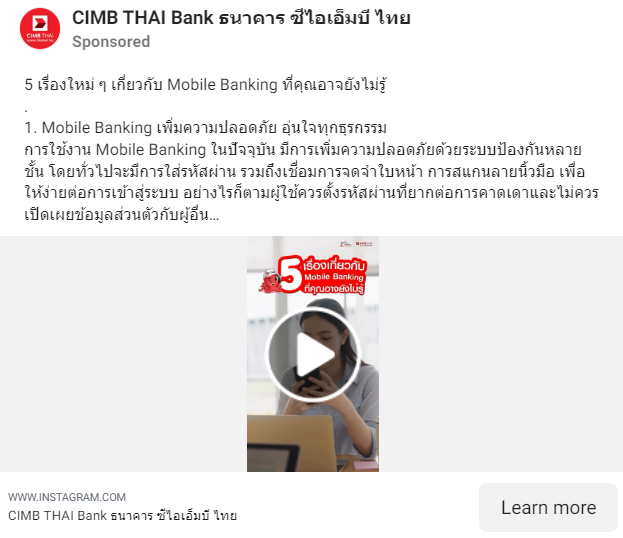 CIMB THAI Bank ธนาคาร ซีไอเอ็มบี ไทย
CIMB THAI
Sponsored
5 เรื่องใหม่ ๆ เกี่ยวกับ Mobile Banking ที่คุณอาจยังไม่รู้
.
1. Mobile Banking เพิ่มความปลอดภัย อุ่นใจทุกธุรกรรม
การใช้งาน Mobile Banking ในปัจจุบัน มีการเพิ่มความปลอดภัยด้วยระบบป้องกันหลาย
ชั้น โดยทั่วไปจะมีการใส่รหัสผ่าน รวมถึงเชื่อมการจดจำใบหน้า การสแกนลายนิ้วมือ เพื่อ
ให้ง่ายต่อการเข้าสู่ระบบ อย่างไรก็ตามผู้ใช้ควรตั้งรหัสผ่านที่ยากต่อการคาดเดาและไม่ควร
เปิดเผยข้อมูลส่วนตัวกับผู้อื่น...
5 เรื่องเกี่ยวกับ
Mobile Banking
ที่คุณอาจยังไม่รู้
WWW.INSTAGRAM.COM
CIMB THAI Bank ธนาคาร ซีไอเอ็มบี ไทย
Learn more